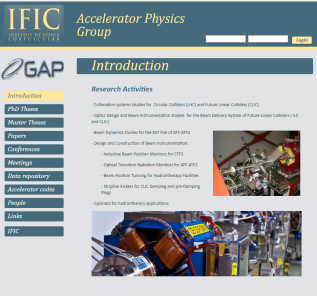 IFIC
INSTITUT DE FÍSICA
CORPUSCULAR
Accelerator Physics
Group
Login
GAP
Introduction
Introduction
PhD Theses
Master Theses
Papers
Conferences
Meetings
Data repository
Accelerator codes
People
Links
IFIC
Research Activities
- Collimation systems studies for Circular Colliders (LHC) and Future Linear Colliders (CLIC)
- Optics Design and Beam Instrumentation studies for the Beam Delivery System of Future Linear Colliders ( ILC
and CLIC)
- Beam Dynamics studies for the EXT line of ATF-ATF2
- Design and Construction of Beam Instrumentation:
- Inductive Beam Position Monitors for CTF3
- Optical Transition Radiation Monitors for ATF-ATF2
- Beam Position Tunning for Hadrontherapy Facilities
- Stripline Kickers for CLIC Damping and pre-Damping
Rings
- Cyclinacs for hadrontherapy applications